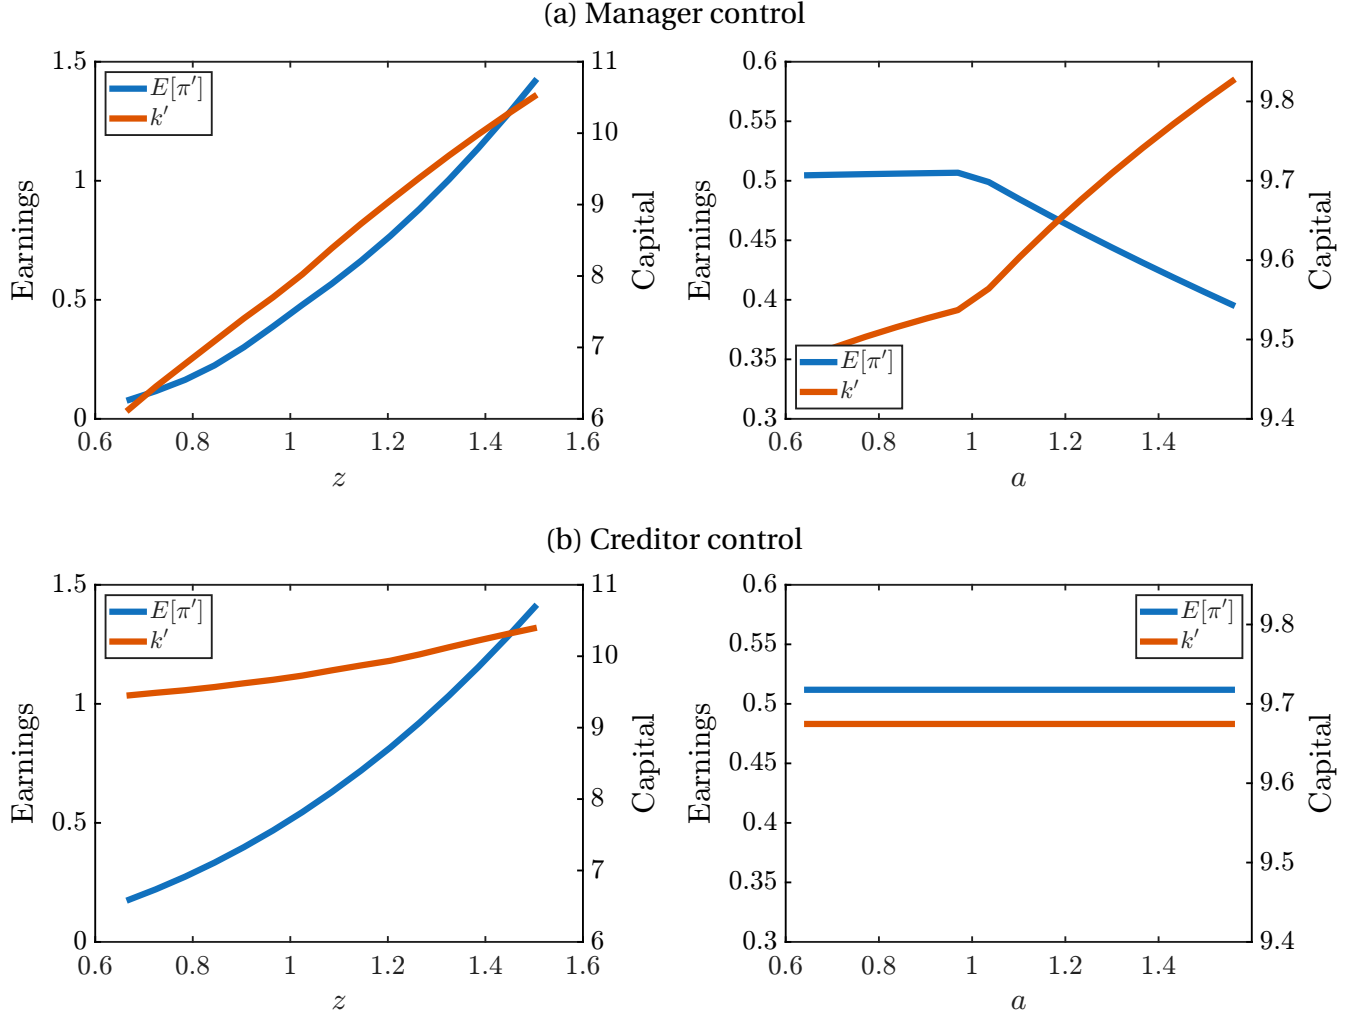 (a) Manager control
1.5
1
0.5
0
Earnings
E[π′]
k′
11
10
9
8
7
6
Capital
0.6 0.8 1 1.2 1.4 1.6
z
0.6
0.55
0.5
0.45
0.4
0.35
0.3
Earnings
E[π′]
k′
9.8
9.7
9.6
9.5
9.4
Capital
0.6 0.8 1 1.2 1.4
a
(b) Creditor control
1.5
1
0.5
0
Earnings
E[π′]
k′
11
10
9
8
7
6
Capital
0.6 0.8 1 1.2 1.4 1.6
z
0.6
0.55
0.5
0.45
0.4
0.35
0.3
Earnings
E[π′]
k′
9.8
9.7
9.6
9.5
9.4
Capital
0.6 0.8 1 1.2 1.4
a